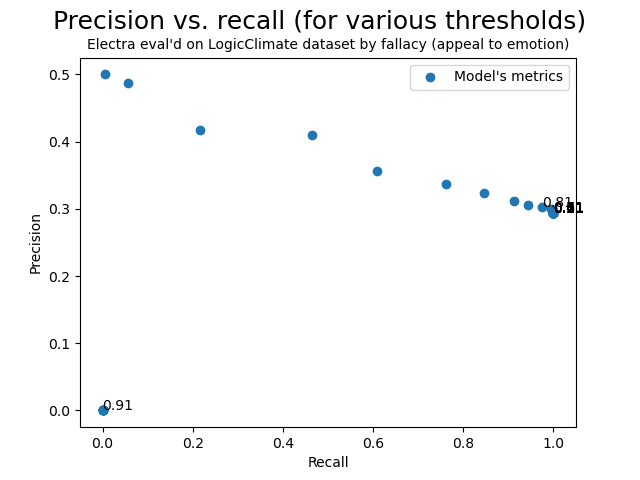 Precision vs. recall (for various thresholds)
Electra eval'd on LogicClimate dataset by fallacy (appeal to emotion)
Model's metrics
0.5
0.4
0.3
0.2
0.1
0.0
Precision
0.81
0.91
0.0
0.2
0.4
0.6
0.8
1.0
Recall